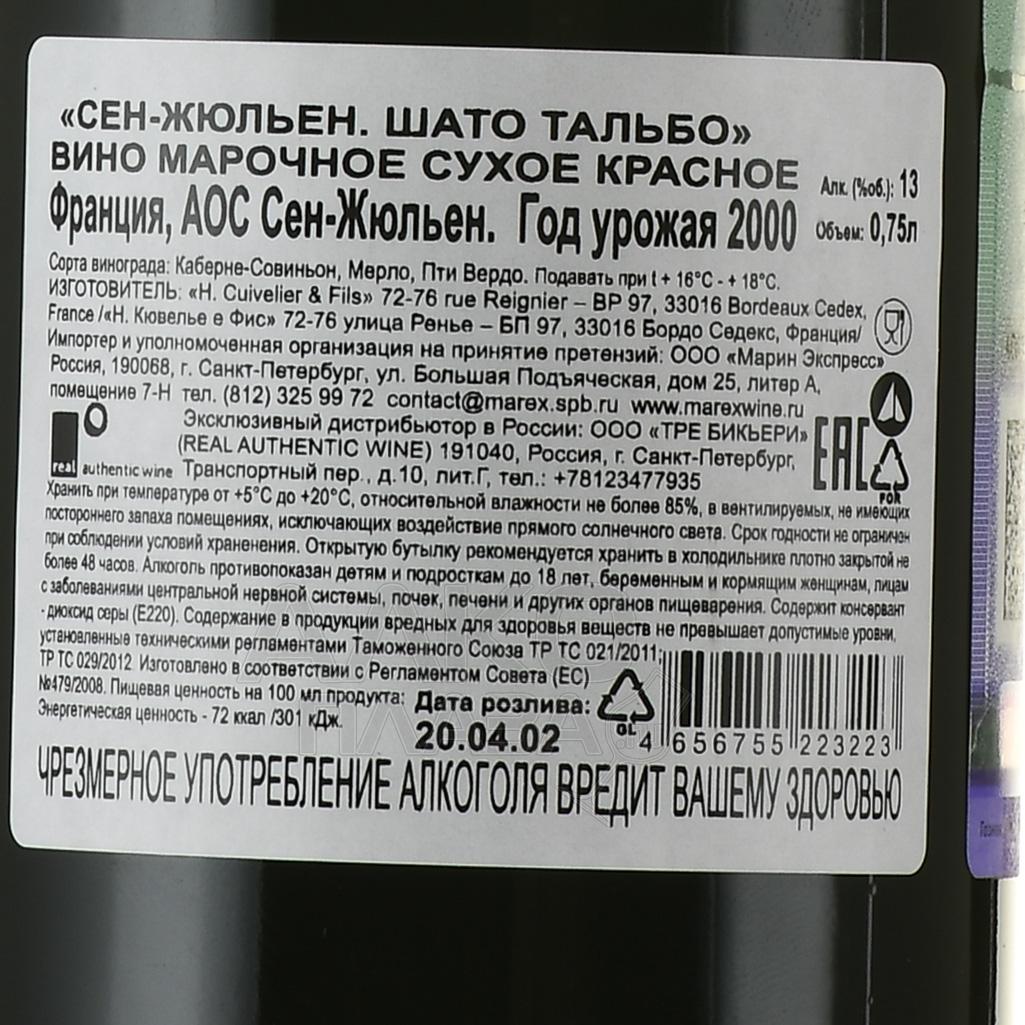 «СЕН-ЖЮЛЬЕН. ШАТО ТАЛЬБО»
ВИНО МАРОЧНОЕ СУХОЕ КРАСНОЕ
Алк. (%об.): 13
Франция, АОС Сен-Жюльен. Год урожая 2000
Объем: 0,75л
Сорта винограда: Каберне-Совиньон, Мерло, Пти Вердо. Подавать при t + 16°C - + 18°C.
ИЗГОТОВИТЕЛЬ: «H. Cuivelier & Fils» 72-76 rue Reignier – BP 97, 33016 Bordeaux Cedex,
France /«Н. Кювелье е Фис» 72-76 улица Ренье – БП 97, 33016 Бордо Седекс, Франция/
Импортер и уполномоченная организация на принятие претензий: ООО «Марин Экспресс»
Россия, 190068, г. Санкт-Петербург, ул. Большая Подъяческая, дом 25, литер А,
помещение 7-Н тел. (812) 325 99 72 contact@marex.spb.ru www.marexwine.ru
Эксклюзивный дистрибьютор в России: ООО «ТРЕ БИКЬЕРИ»
(REAL AUTHENTIC WINE) 191040, Россия, г. Санкт-Петербург,
real authentic wine Транспортный пер., д.10, лит.Г, тел.: +78123477935
EAC
FOR
Хранить при температуре от +5°C до +20°C, относительной влажности не более 85%, в вентилируемых, не имеющих
постороннего запаха помещениях, исключающих воздействие прямого солнечного света. Срок годности не ограничен
при соблюдении условий хранения. Открытую бутылку рекомендуется хранить в холодильнике плотно закрытой не
более 48 часов. Алкоголь противопоказан детям и подросткам до 18 лет, беременным и кормящим женщинам, лицам
с заболеваниями центральной нервной системы, почек, печени и других органов пищеварения. Содержит консервант
- диоксид серы (E220). Содержание в продукции вредных для здоровья веществ не превышает допустимые уровни,
установленные техническими регламентами Таможенного Союза ТР ТС 021/2011;
ТР ТС 029/2012. Изготовлено в соответствии с Регламентом Совета (ЕС)
№479/2008. Пищевая ценность на 100 мл продукта:
Энергетическая ценность - 72 ккал /301 кДж.
Дата розлива:
20.04.02
GL
4 656755 223223
ЧРЕЗМЕРНОЕ УПОТРЕБЛЕНИЕ АЛКОГОЛЯ ВРЕДИТ ВАШЕМУ ЗДОРОВЬЮ